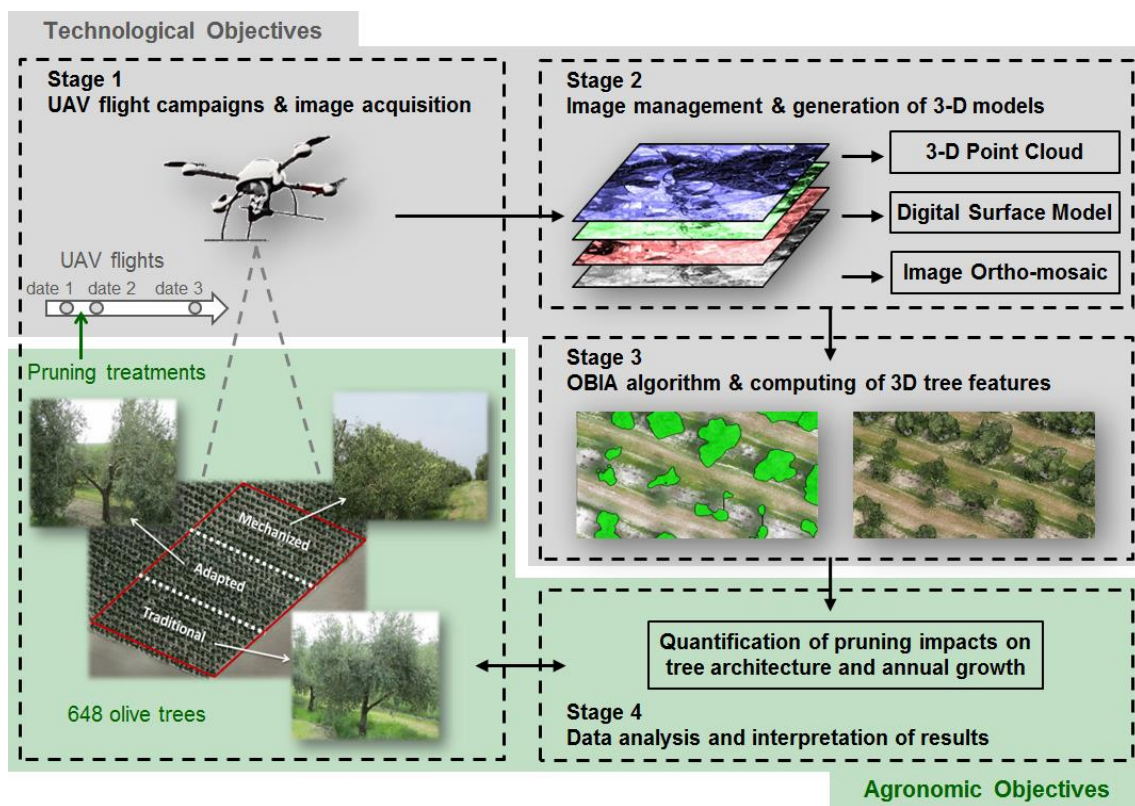 Technological Objectives
Stage 1
UAV flight campaigns & image acquisition
UAV flights
date 1 date 2 date 3
Pruning treatments
Mechanized
Adapted
Traditional
648 olive trees
Stage 2
Image management & generation of 3-D models
3-D Point Cloud
Digital Surface Model
Image Ortho-mosaic
Stage 3
OBIA algorithm & computing of 3D tree features
Quantification of pruning impacts on
tree architecture and annual growth
Stage 4
Data analysis and interpretation of results
Agronomic Objectives